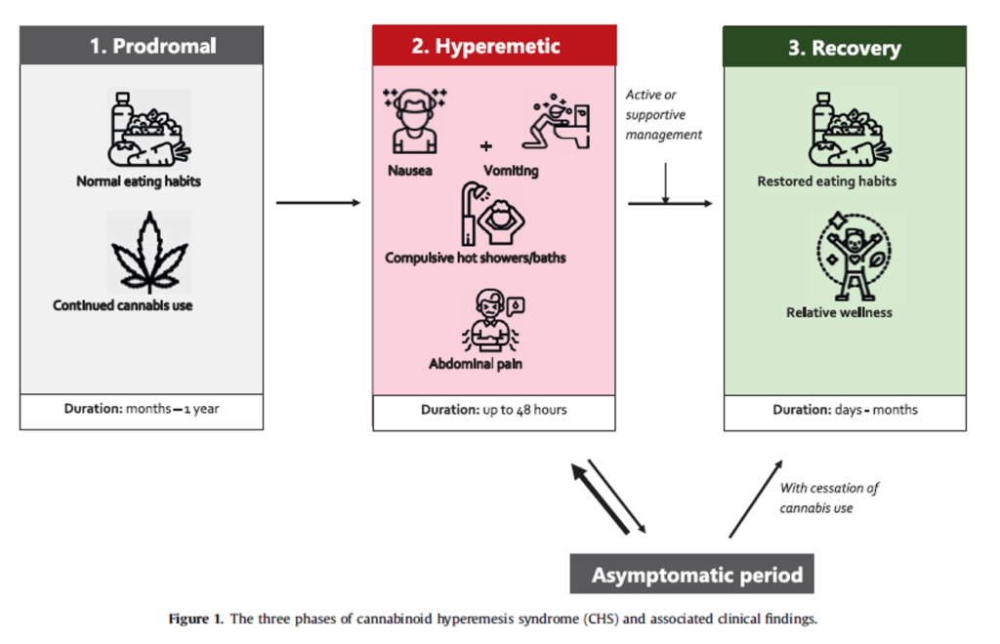 1. Prodromal
Normal eating habits
Continued cannabis use
Duration: months–1 year
2. Hyperemetic
+
Nausea
Vomiting
Compulsive hot showers/baths
Abdominal pain
Duration: up to 48 hours
Active or
supportive
management
3. Recovery
Restored eating habits
Relative wellness
Duration: days - months
With cessation of
cannabis use
Asymptomatic period
Figure 1. The three phases of cannabinoid hyperemesis syndrome (CHS) and associated clinical findings.